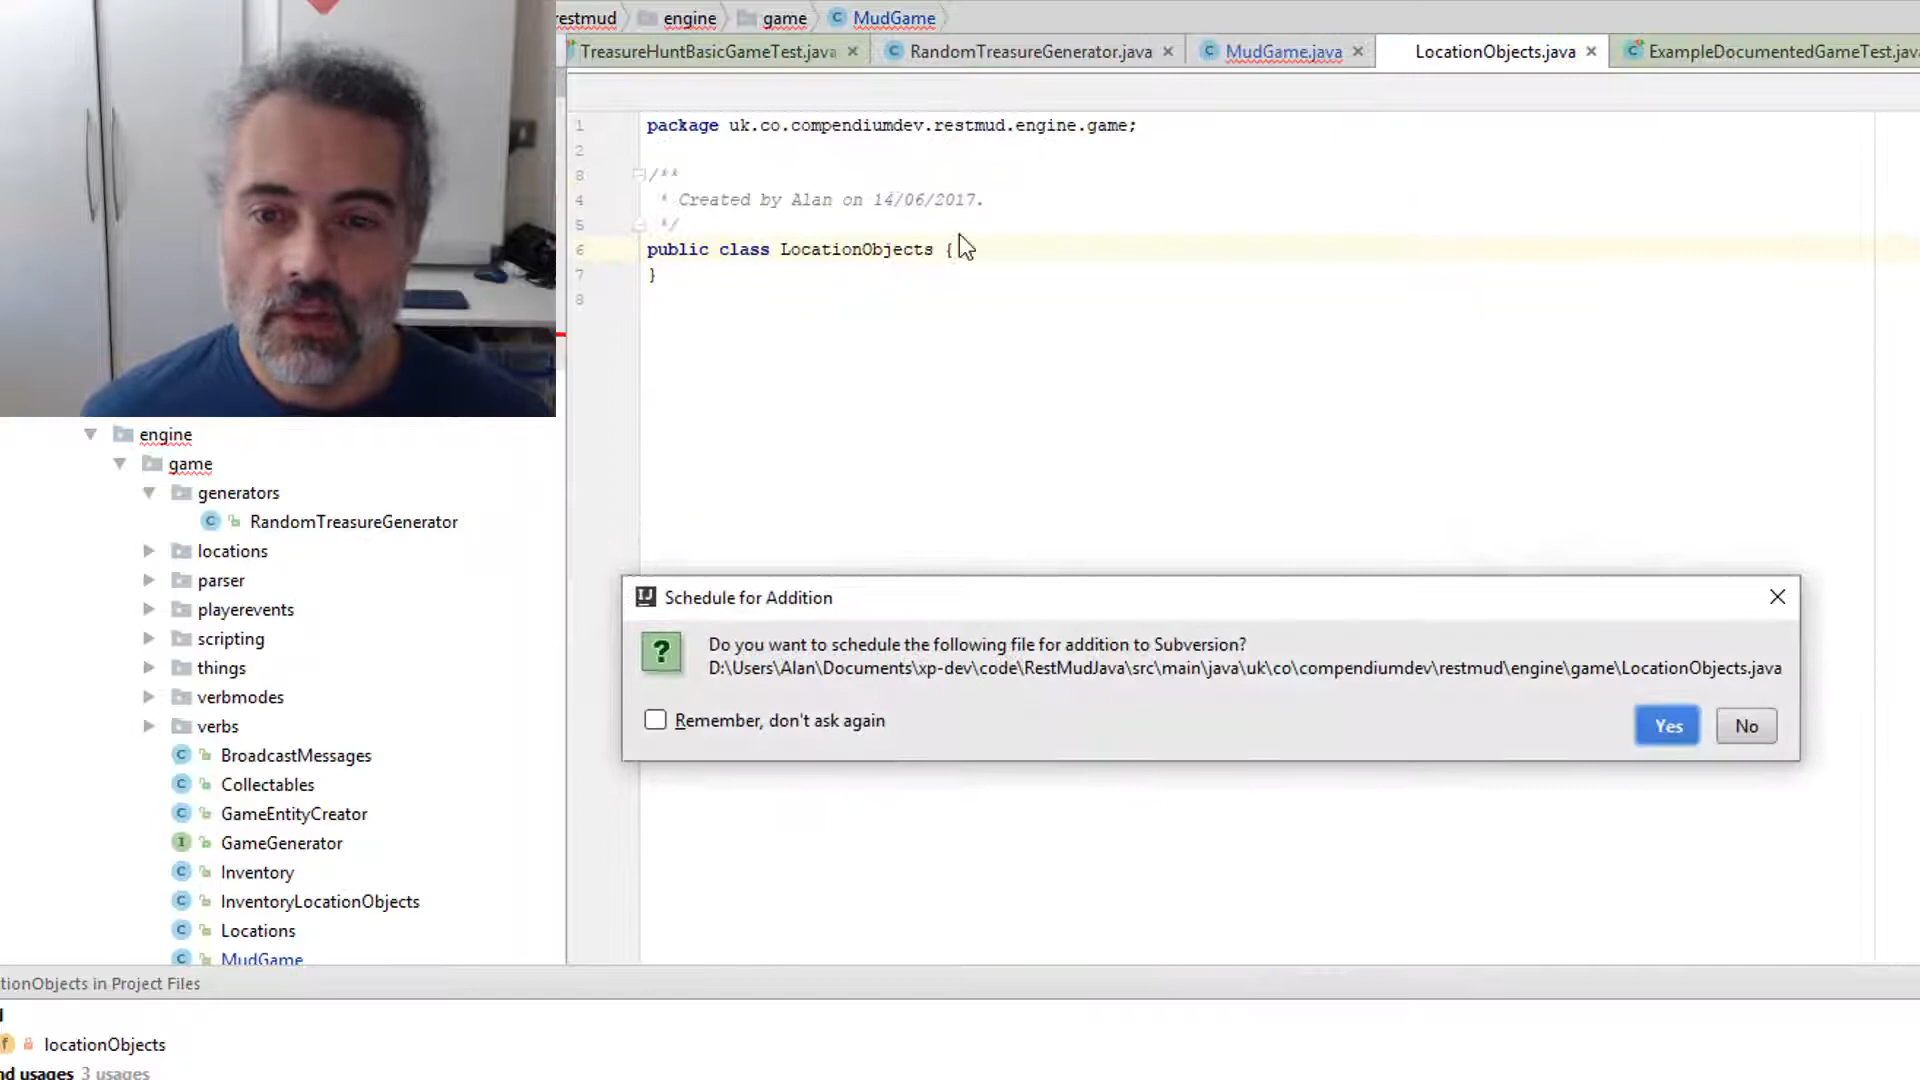 restmud engine game MudGame
TreasureHuntBasicGameTest.java RandomTreasureGenerator.java MudGame.java LocationObjects.java ExampleDocumentedGameTest.java
1 package uk.co.compendiumdev.restmud.engine.game;
2
3 /**
4 * Created by Alan on 14/06/2017.
5 */
6 public class LocationObjects {
7 }
8
engine
game
generators
RandomTreasureGenerator
locations
parser
playerevents
scripting
things
verbmodes
verbs
BroadcastMessages
Collectables
GameEntityCreator
GameGenerator
Inventory
InventoryLocationObjects
Locations
MudGame
Schedule for Addition
Do you want to schedule the following file for addition to Subversion?
D:\Users\Alan\Documents\xp-dev\code\RestMudJava\src\main\java\uk\co\compendiumdev\restmud\engine\game\LocationObjects.java
Remember, don't ask again
Yes No
tionObjects in Project Files
locationObjects
nd usages 3 usages